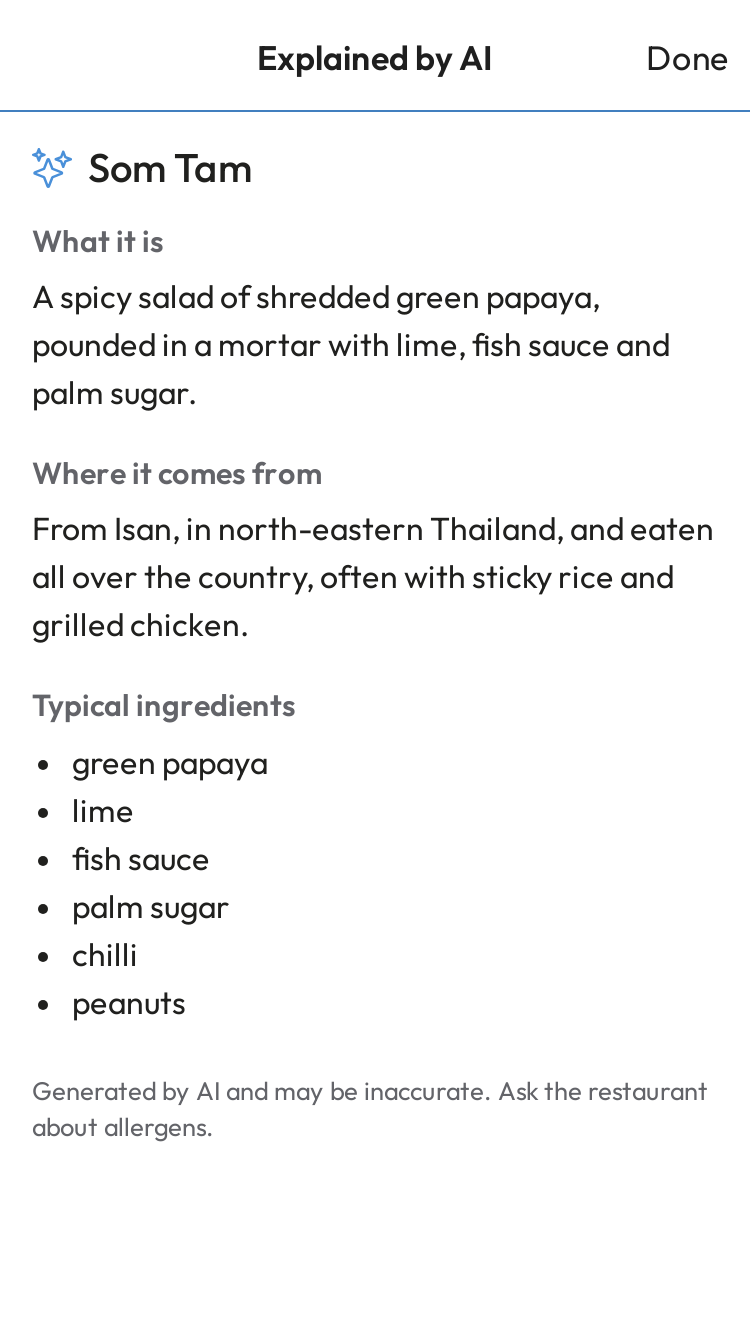 Explained by AI
Done
Som Tam
What it is
A spicy salad of shredded green papaya,
pounded in a mortar with lime, fish sauce and
palm sugar.
Where it comes from
From Isan, in north-eastern Thailand, and eaten
all over the country, often with sticky rice and
grilled chicken.
Typical ingredients
• green papaya
• lime
• fish sauce
• palm sugar
• chilli
• peanuts
Generated by AI and may be inaccurate. Ask the restaurant
about allergens.